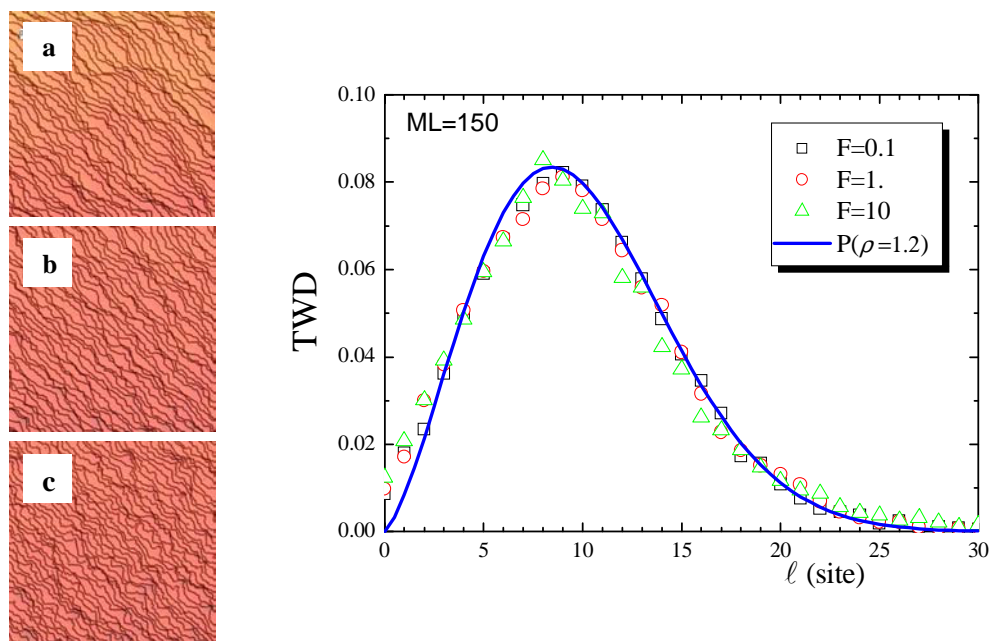 a
b
c
ML=150
F=0.1
F=1.
F=10
P(ρ=1.2)
TWD
0.10
0.08
0.06
0.04
0.02
0.00
0 5 10 15 20 25 30
ℓ (site)